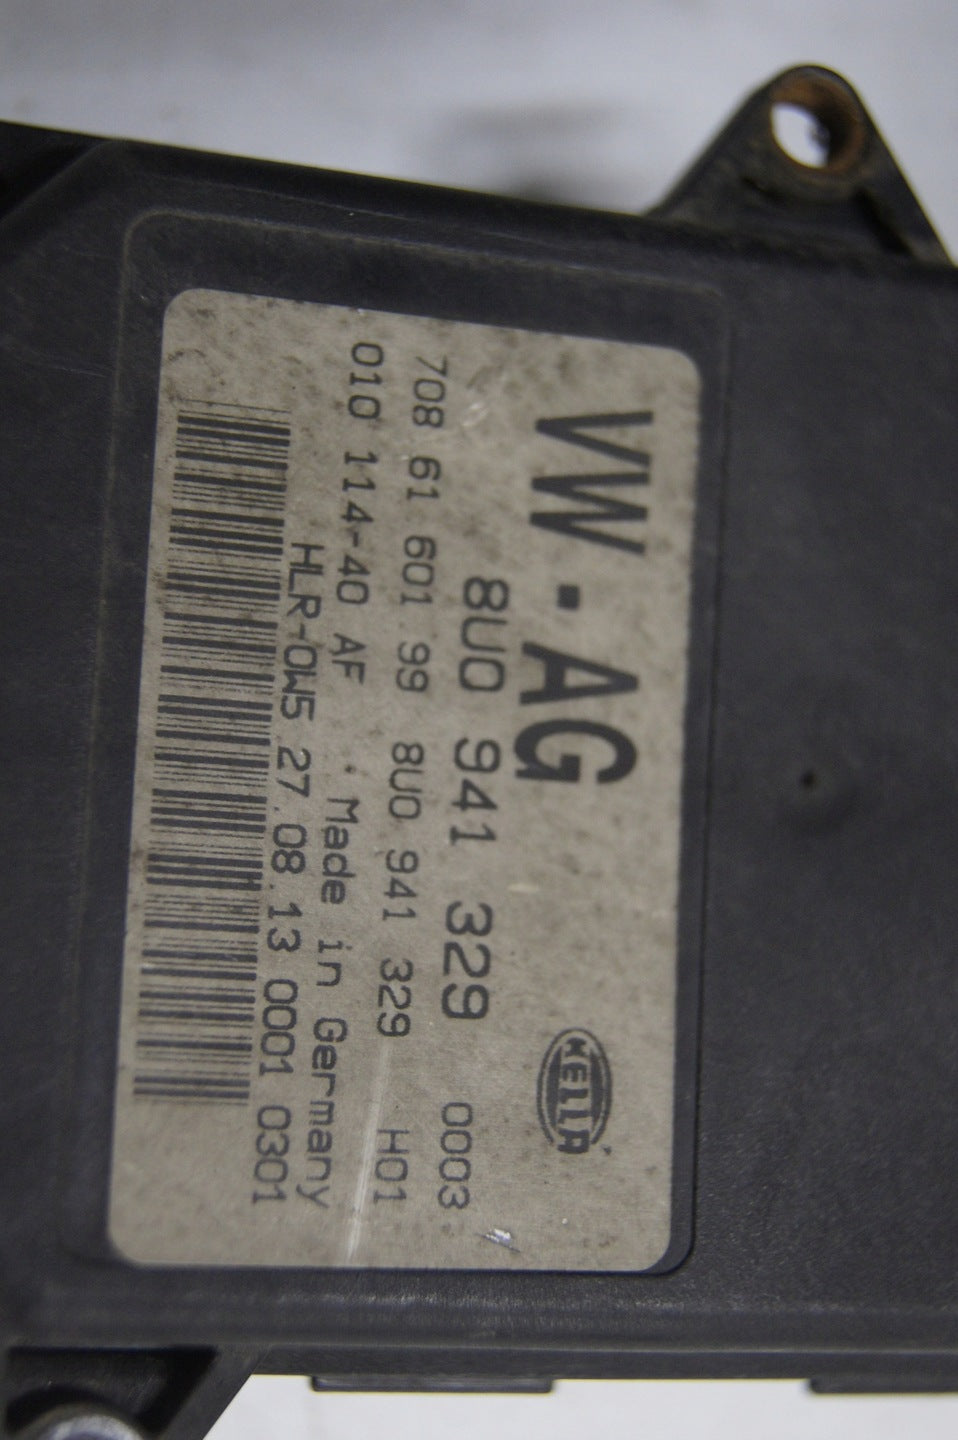 VW·AG
HELLA
8U0 941 329 0003
708 61 601 99 8U0 941 329 H01
010 114-40 AF Made in Germany
HLR-0W5 27.08.13 0001 0301